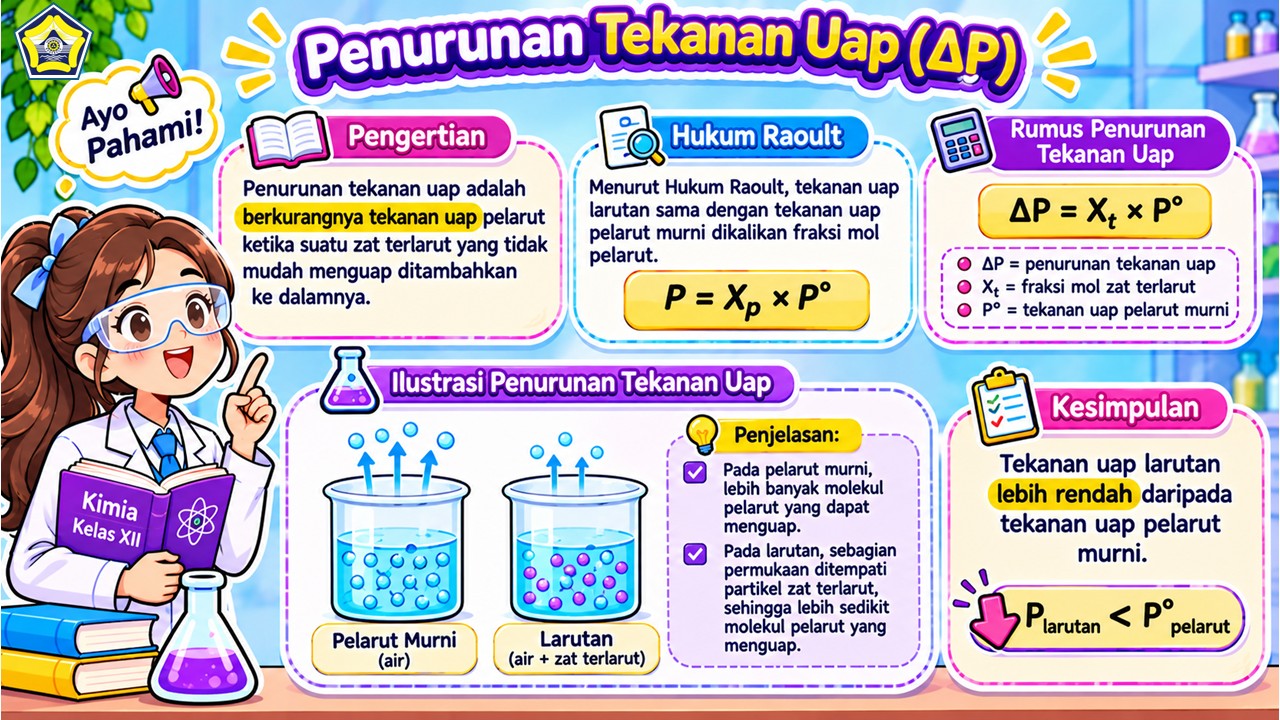 Penurunan Tekanan Uap (ΔP)
Ayo
Pahami!
Pengertian
Penurunan tekanan uap adalah
berkurangnya tekanan uap pelarut
ketika suatu zat terlarut yang tidak
mudah menguap ditambahkan
ke dalamnya.
Hukum Raoult
Menurut Hukum Raoult, tekanan uap
larutan sama dengan tekanan uap
pelarut murni dikalikan fraksi mol
pelarut.
P = Xₚ × P°
Rumus Penurunan
Tekanan Uap
ΔP = Xₜ × P°
ΔP = penurunan tekanan uap
Xₜ = fraksi mol zat terlarut
P° = tekanan uap pelarut murni
Kimia
Kelas XII
Ilustrasi Penurunan Tekanan Uap
Pelarut Murni
(air)
Larutan
(air + zat terlarut)
Penjelasan:
Pada pelarut murni,
lebih banyak molekul
pelarut yang dapat
menguap.
Pada larutan, sebagian
permukaan ditempati
partikel zat terlarut,
sehingga lebih sedikit
molekul pelarut yang
menguap.
Kesimpulan
Tekanan uap larutan
lebih rendah daripada
tekanan uap pelarut
murni.
P larutan < P° pelarut